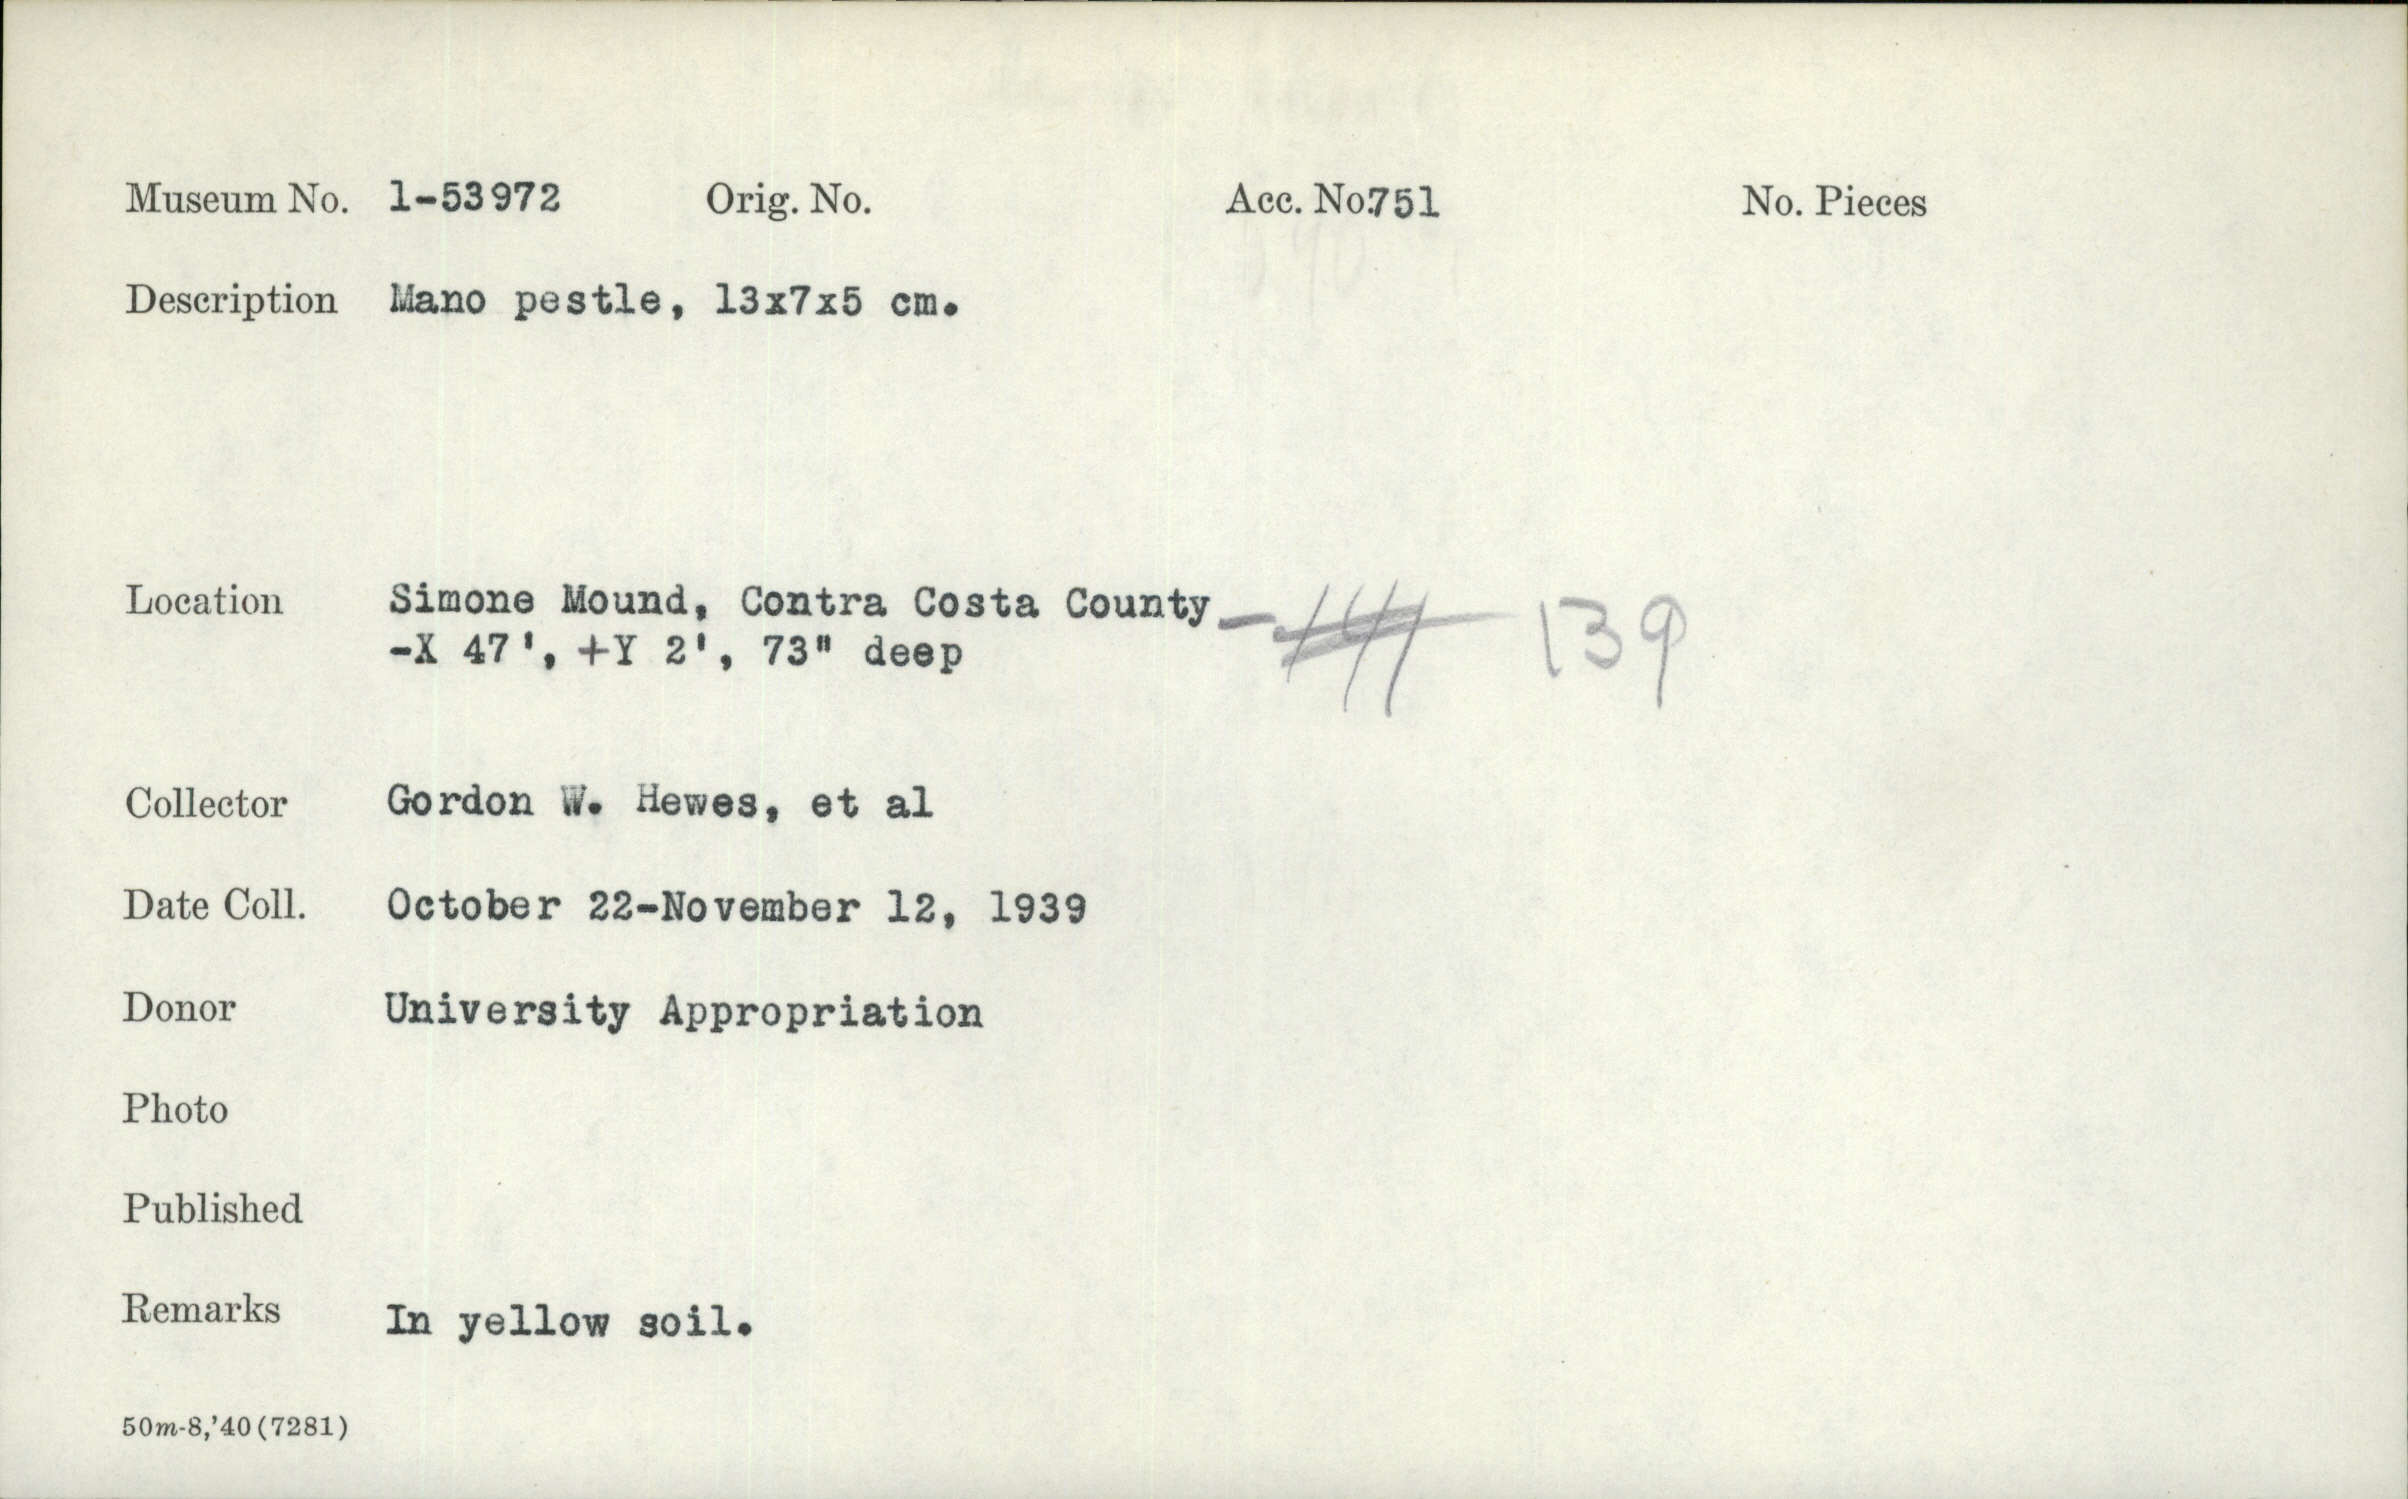 Museum No. 1-53972 Orig. No. Acc. No.751 No. Pieces
Description Mano pestle, 13x7x5 cm.
Location Simone Mound, Contra Costa County - 139
-X 47', +Y 2', 73" deep
Collector Gordon W. Hewes, et al
Date Coll. October 22-November 12, 1939
Donor University Appropriation
Photo
Published
Remarks In yellow soil.
50m-8,'40(7281)